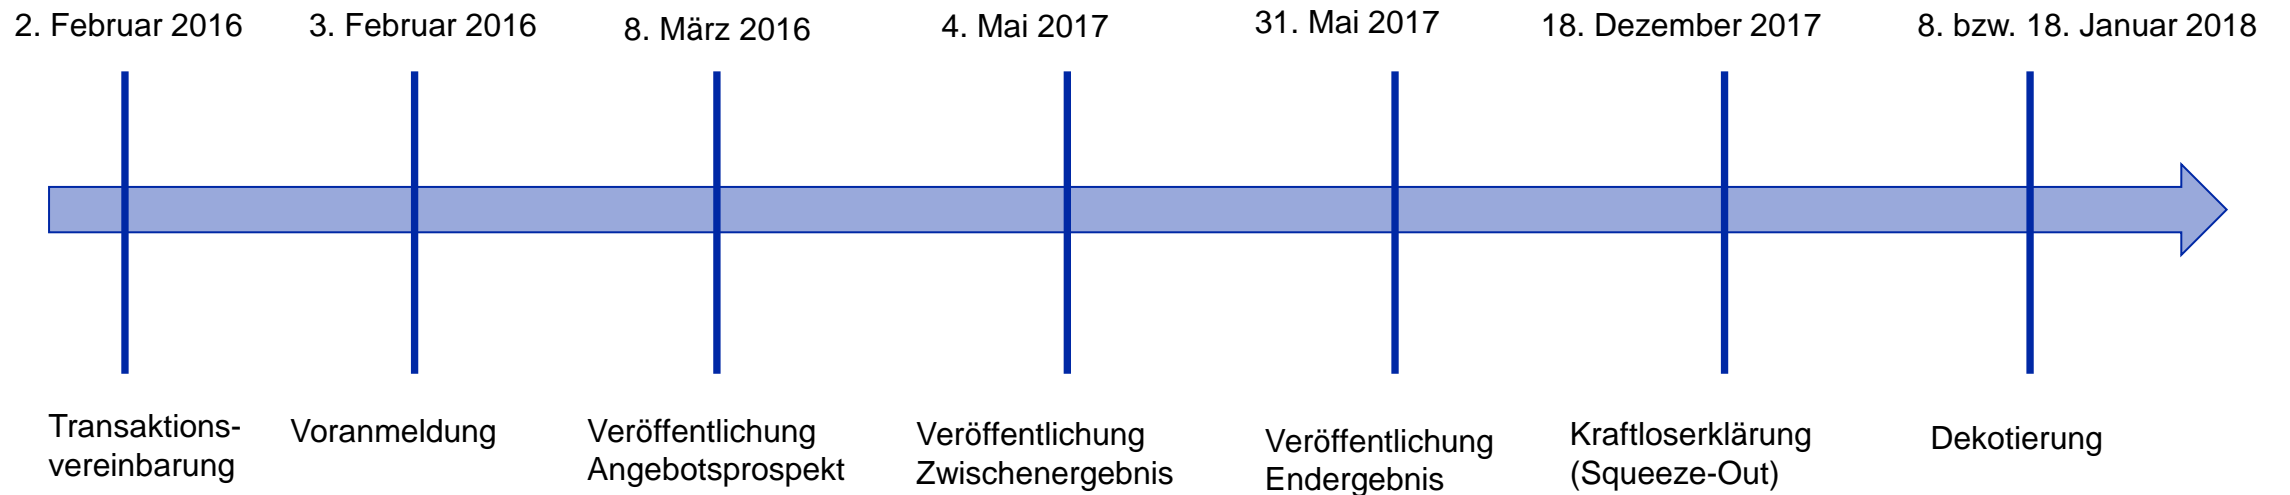 2. Februar 2016
3. Februar 2016
8. März 2016
4. Mai 2017
31. Mai 2017
18. Dezember 2017
8. bzw. 18. Januar 2018
Transaktions-
vereinbarung
Voranmeldung
Veröffentlichung
Angebotsprospekt
Veröffentlichung
Zwischenergebnis
Veröffentlichung
Endergebnis
Kraftloserklärung
(Squeeze-Out)
Dekotierung